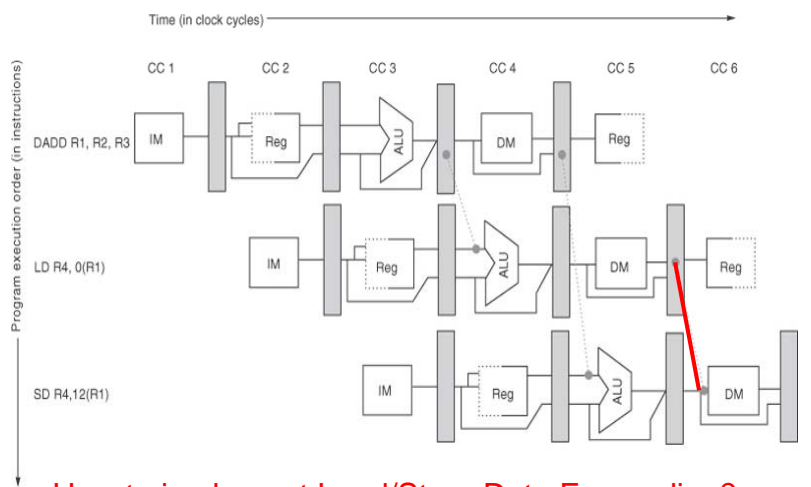 Time (in clock cycles)
CC 1 CC 2 CC 3 CC 4 CC 5 CC 6
Program execution order (in instructions)
DADD R1, R2, R3 IM Reg ALU DM Reg
LD R4, 0(R1) IM Reg ALU DM Reg
SD R4,12(R1) IM Reg ALU DM